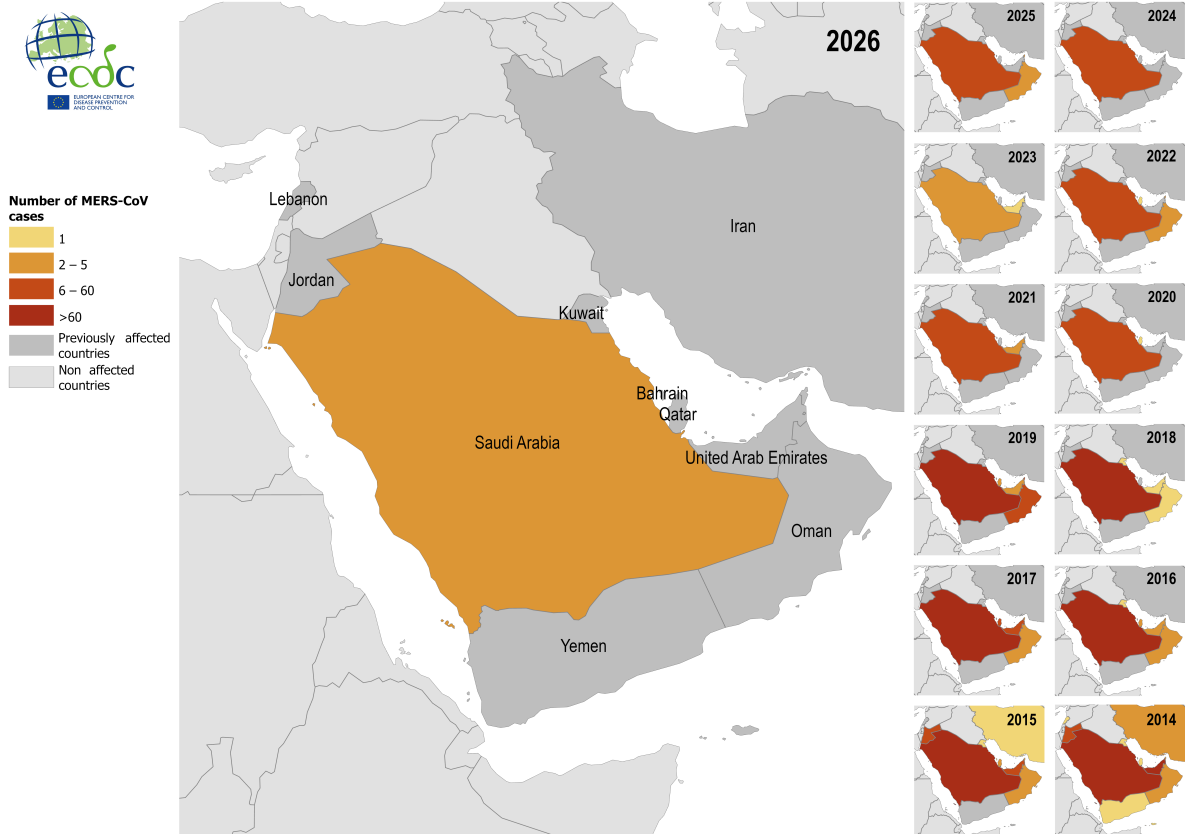 ecdc
EUROPEAN CENTRE FOR
DISEASE PREVENTION
AND CONTROL
Number of MERS-CoV
cases
1
2 – 5
6 – 60
>60
Previously affected
countries
Non affected
countries
2026
Lebanon
Iran
Jordan
Kuwait
Bahrain
Qatar
Saudi Arabia
United Arab Emirates
Oman
Yemen
2025
2024
2023
2022
2021
2020
2019
2018
2017
2016
2015
2014